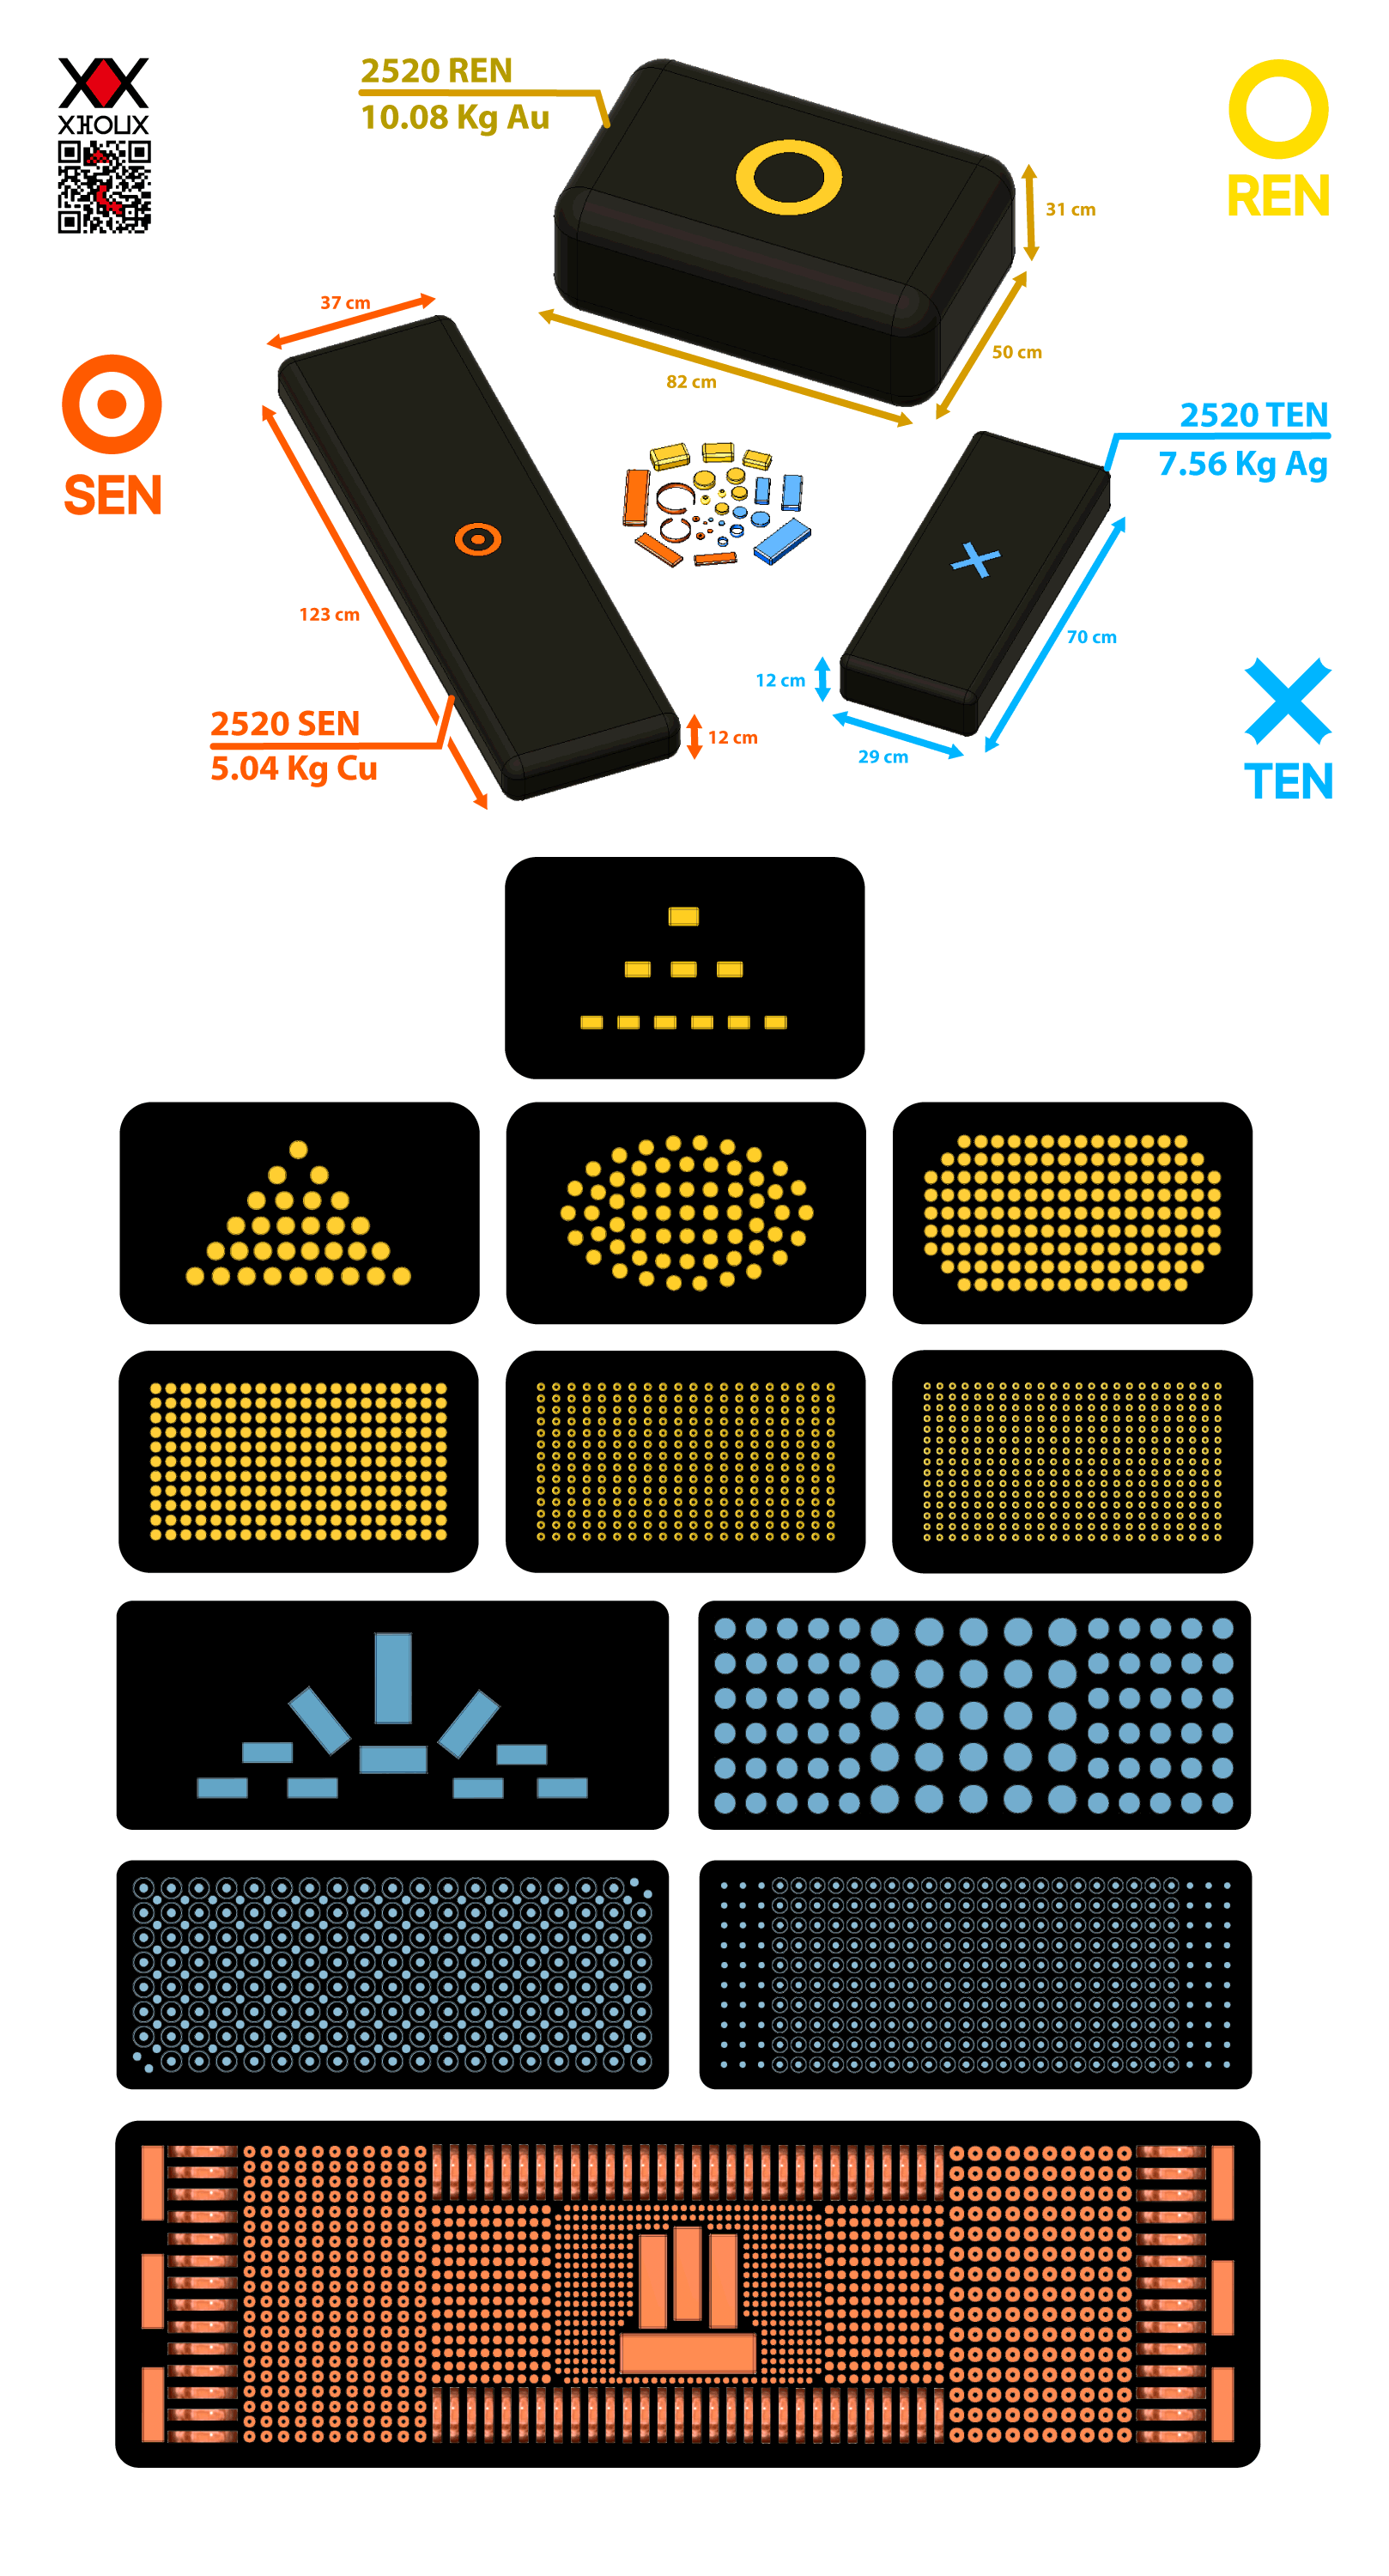 2520 REN
10.08 Kg Au
XHOUX
REN
31 cm
37 cm
50 cm
82 cm
SEN
2520 TEN
7.56 Kg Ag
123 cm
70 cm
12 cm
2520 SEN
5.04 Kg Cu
12 cm
29 cm
TEN